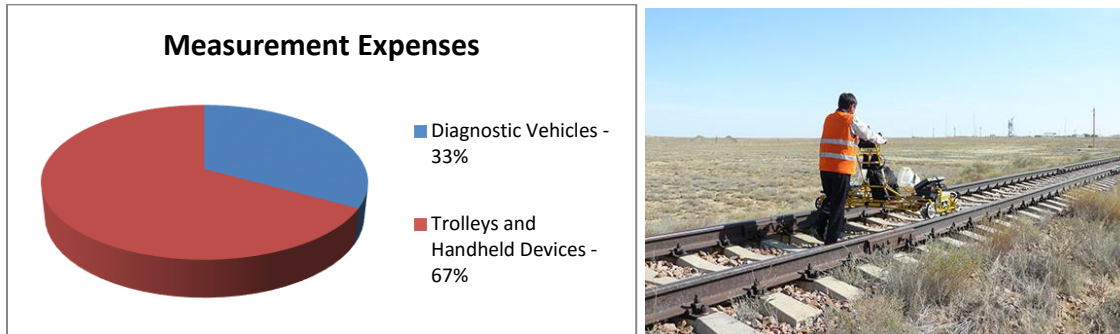 Measurement Expenses
Diagnostic Vehicles -
33%
Trolleys and
Handheld Devices -
67%